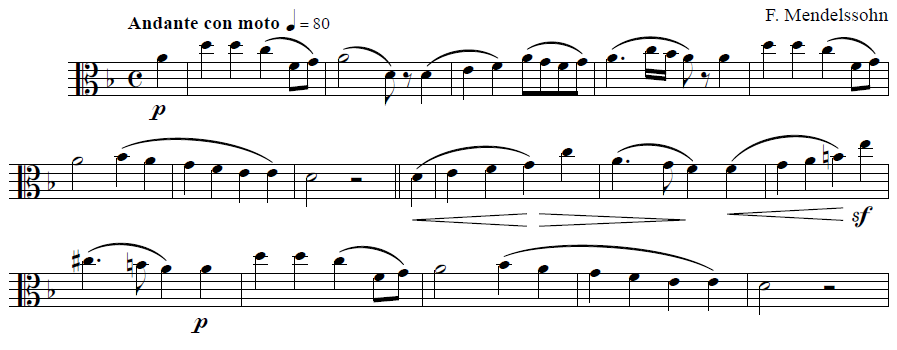 Andante con moto ♩ = 80
F. Mendelssohn
p
sf
p